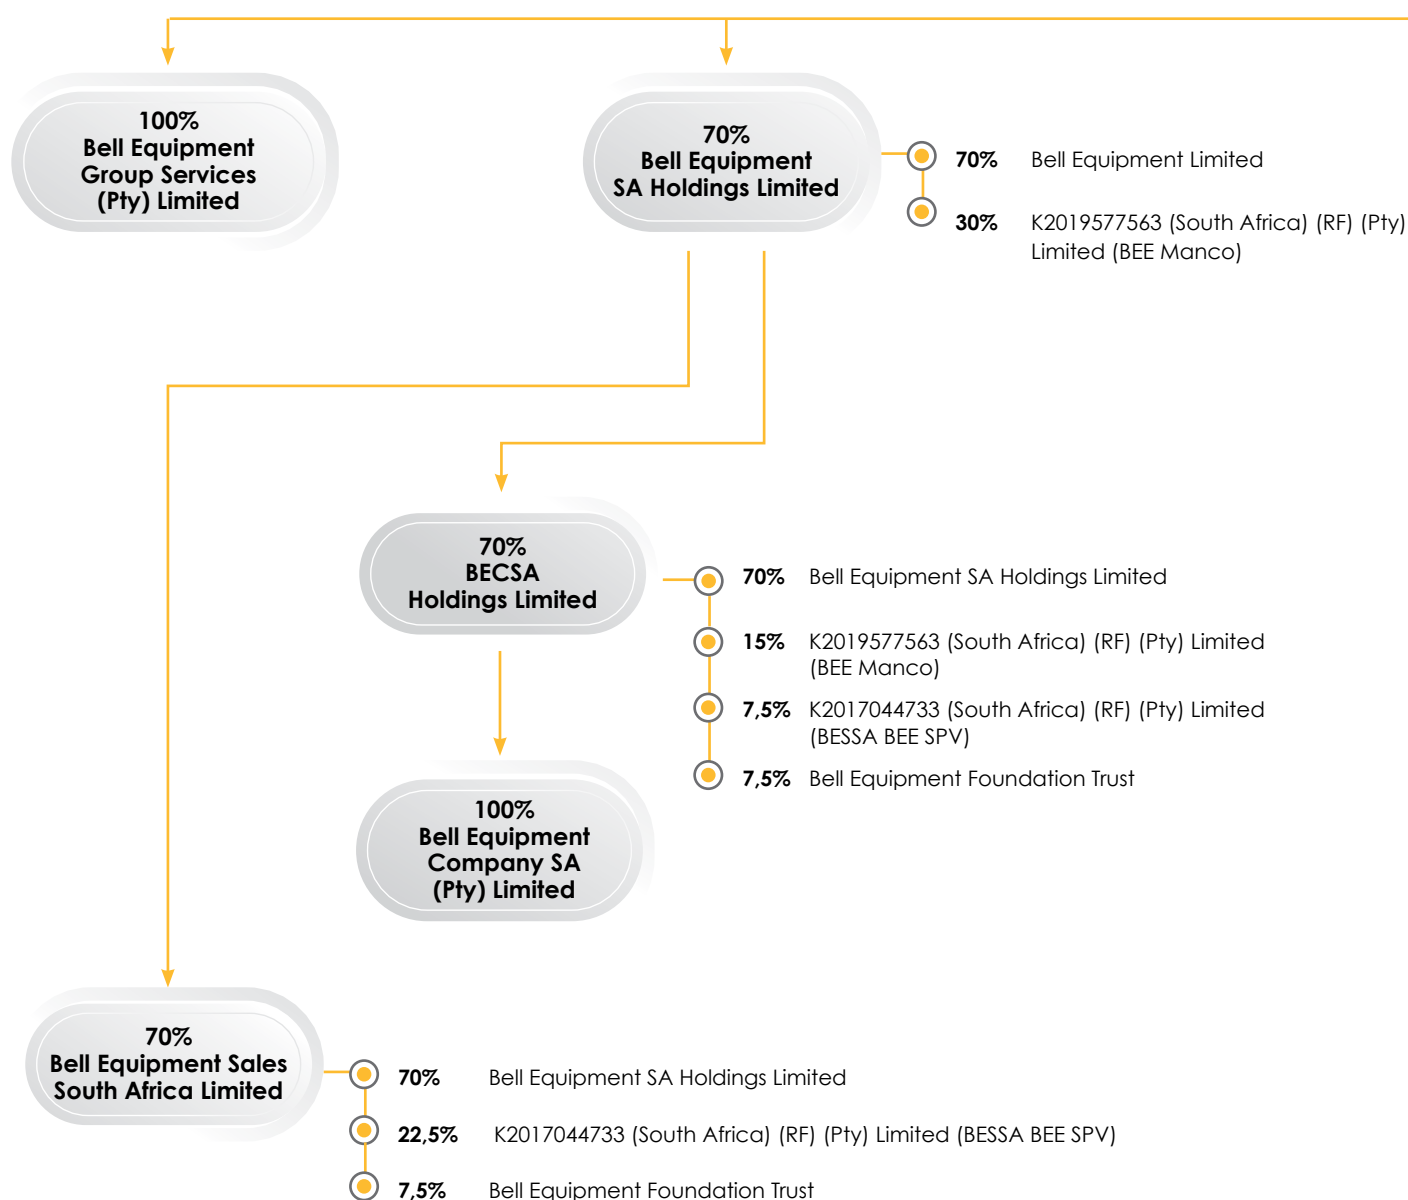 100%
Bell Equipment
Group Services
(Pty) Limited
70%
Bell Equipment
SA Holdings Limited
70% Bell Equipment Limited
30% K2019577563 (South Africa) (RF) (Pty)
Limited (BEE Manco)
70%
BECSA
Holdings Limited
70% Bell Equipment SA Holdings Limited
15% K2019577563 (South Africa) (RF) (Pty) Limited
(BEE Manco)
7,5% K2017044733 (South Africa) (RF) (Pty) Limited
(BESSA BEE SPV)
7,5% Bell Equipment Foundation Trust
100%
Bell Equipment
Company SA
(Pty) Limited
70%
Bell Equipment Sales
South Africa Limited
70% Bell Equipment SA Holdings Limited
22,5% K2017044733 (South Africa) (RF) (Pty) Limited (BESSA BEE SPV)
7,5% Bell Equipment Foundation Trust